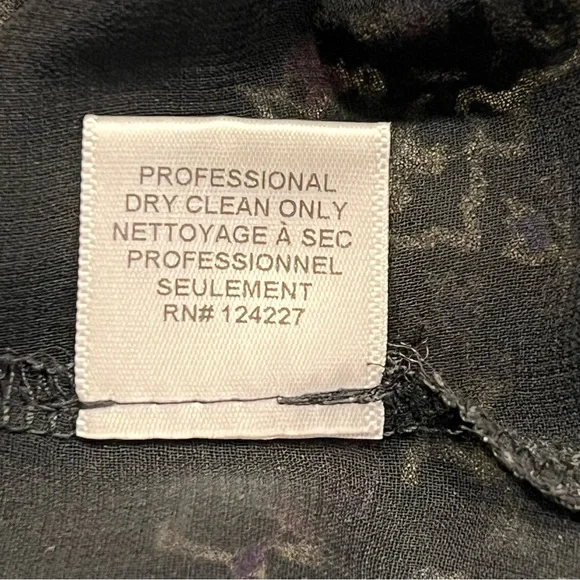 PROFESSIONAL
DRY CLEAN ONLY
NETTOYAGE À SEC
PROFESSIONNEL
SEULEMENT
RN# 124227